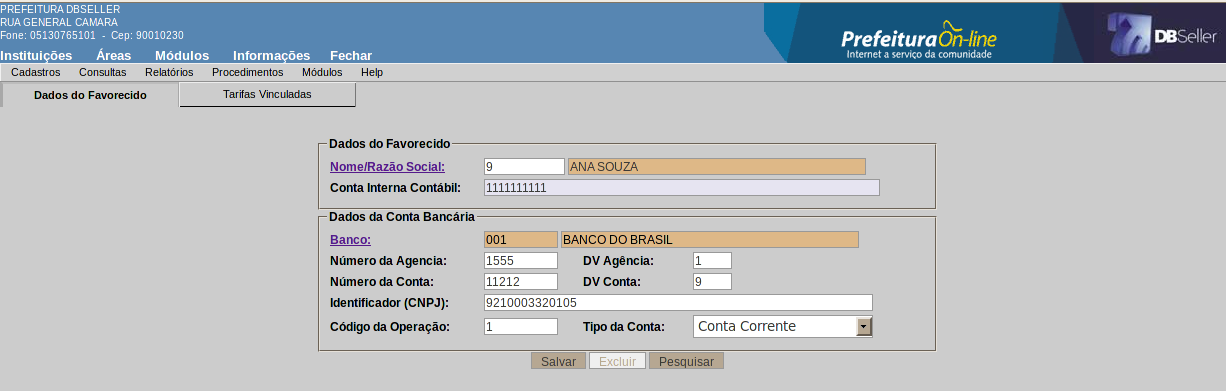 PREFEITURA DBSELLER
RUA GENERAL CAMARA
Fone: 05130765101 - Cep: 90010230
PrefeituraOn-line
Internet a serviço da comunidade
DBSeller
Instituições Áreas Módulos Informações Fechar
Cadastros Consultas Relatórios Procedimentos Módulos Help
Dados do Favorecido Tarifas Vinculadas
Dados do Favorecido
Nome/Razão Social: 9 ANA SOUZA
Conta Interna Contábil: 1111111111
Dados da Conta Bancária
Banco: 001 BANCO DO BRASIL
Número da Agencia: 1555 DV Agência: 1
Número da Conta: 11212 DV Conta: 9
Identificador (CNPJ): 9210003320105
Código da Operação: 1 Tipo da Conta: Conta Corrente
Salvar Excluir Pesquisar